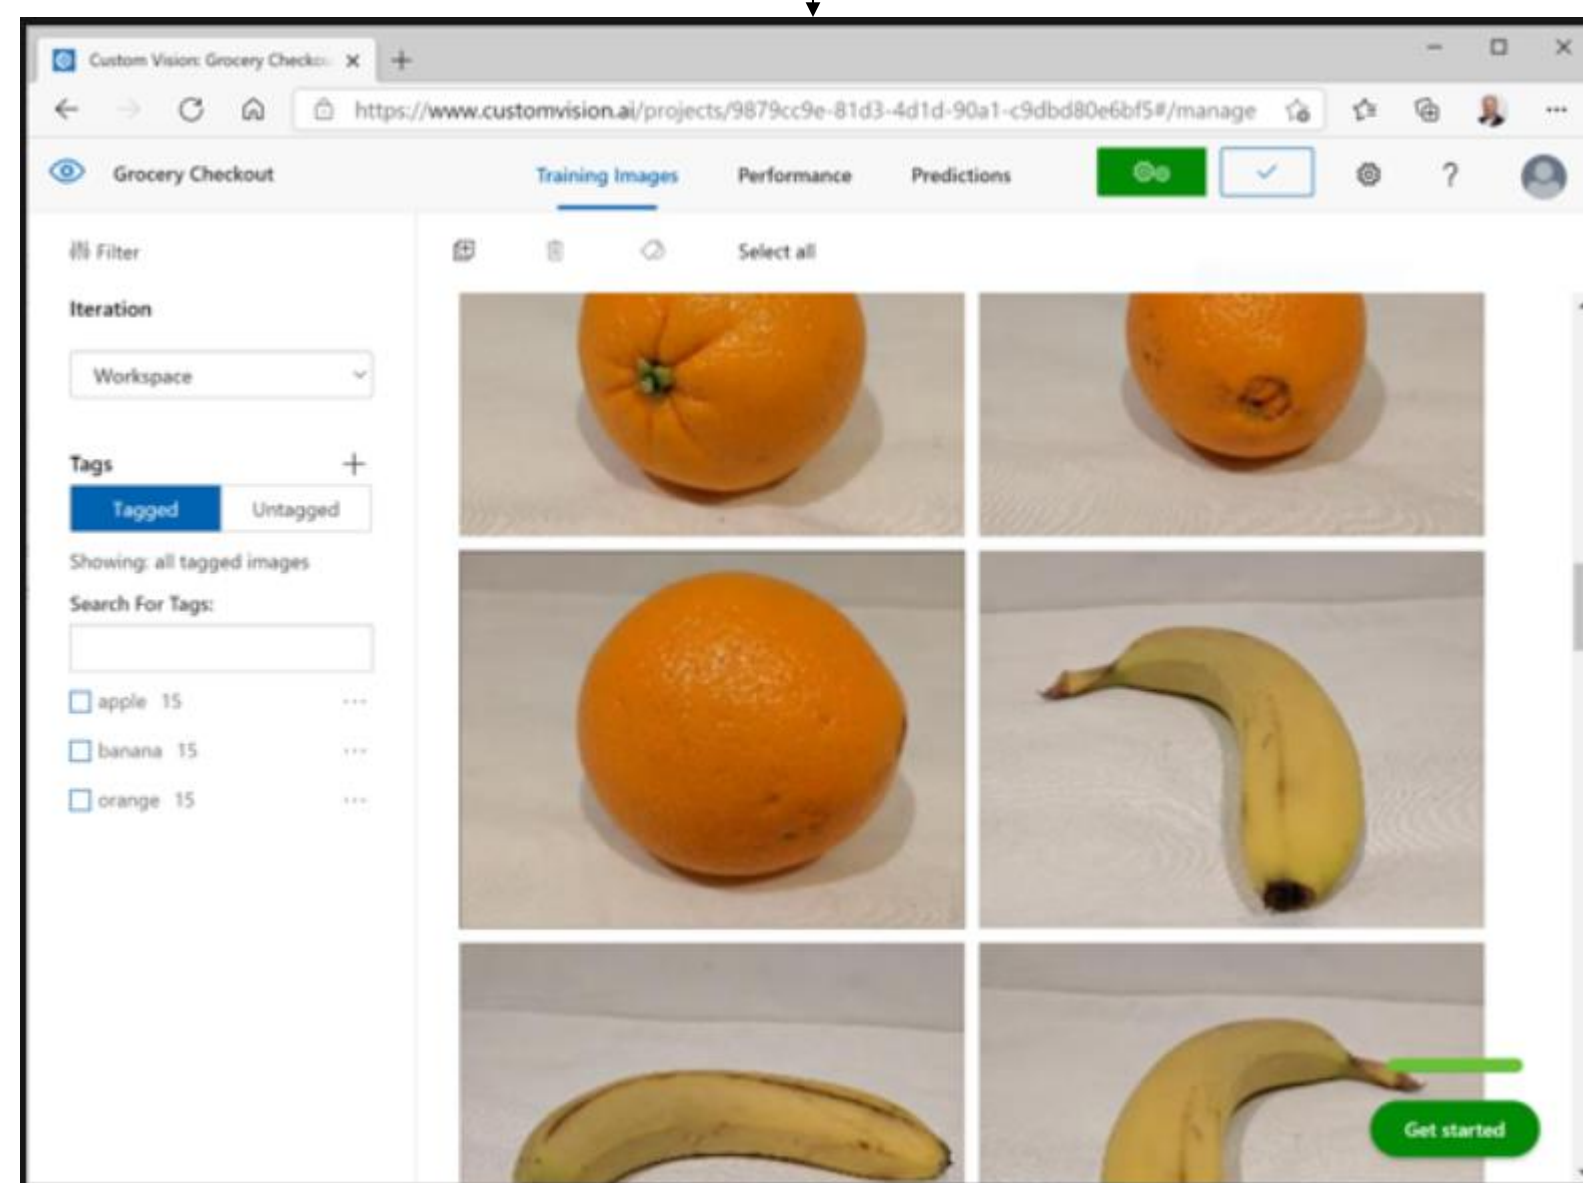 Custom Vision: Grocery Checko
https://www.customvision.ai/projects/9879cc9e-81d3-4d1d-90a1-c9dbd80e6bf5#/manage
Grocery Checkout
Training Images
Performance
Predictions
?
Filter
Select all
Iteration
Workspace
Tags
Tagged
Untagged
Showing: all tagged images
Search For Tags:
apple 15
banana 15
orange 15
Get started